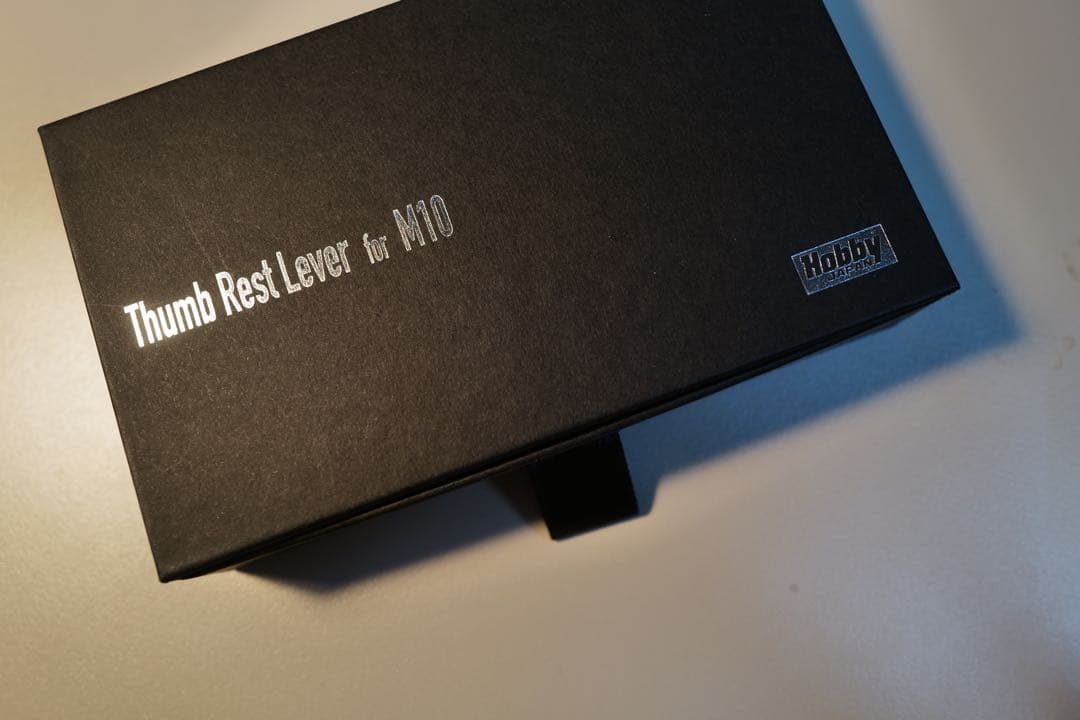 Thumb Rest Lever for M10
Hobby
JAPAN